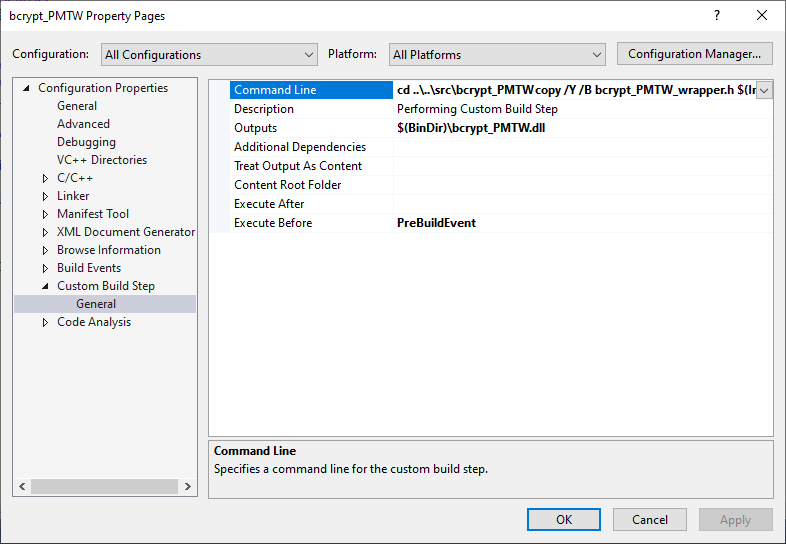 bcrypt_PMTW Property Pages
Configuration: All Configurations Platform: All Platforms Configuration Manager...
Configuration Properties
General
Advanced
Debugging
VC++ Directories
C/C++
Linker
Manifest Tool
XML Document Generator
Browse Information
Build Events
Custom Build Step
General
Code Analysis
Command Line cd ..\..\src\bcrypt_PMTW copy /Y /B bcrypt_PMTW_wrapper.h $(In
Description Performing Custom Build Step
Outputs $(BinDir)\bcrypt_PMTW.dll
Additional Dependencies
Treat Output As Content
Content Root Folder
Execute After
Execute Before PreBuildEvent
Command Line
Specifies a command line for the custom build step.
OK Cancel Apply